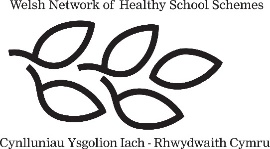 Welsh Network of Healthy School Schemes
Cynlluniau Ysgolion Iach - Rhwydwaith Cymru